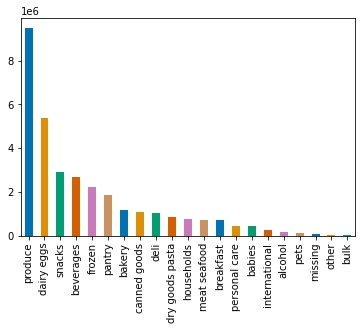 1e6
8
6
4
2
0
produce
dairy eggs
snacks
beverages
frozen
pantry
bakery
canned goods
deli
dry goods pasta
households
meat seafood
breakfast
personal care
babies
international
alcohol
pets
missing
other
bulk